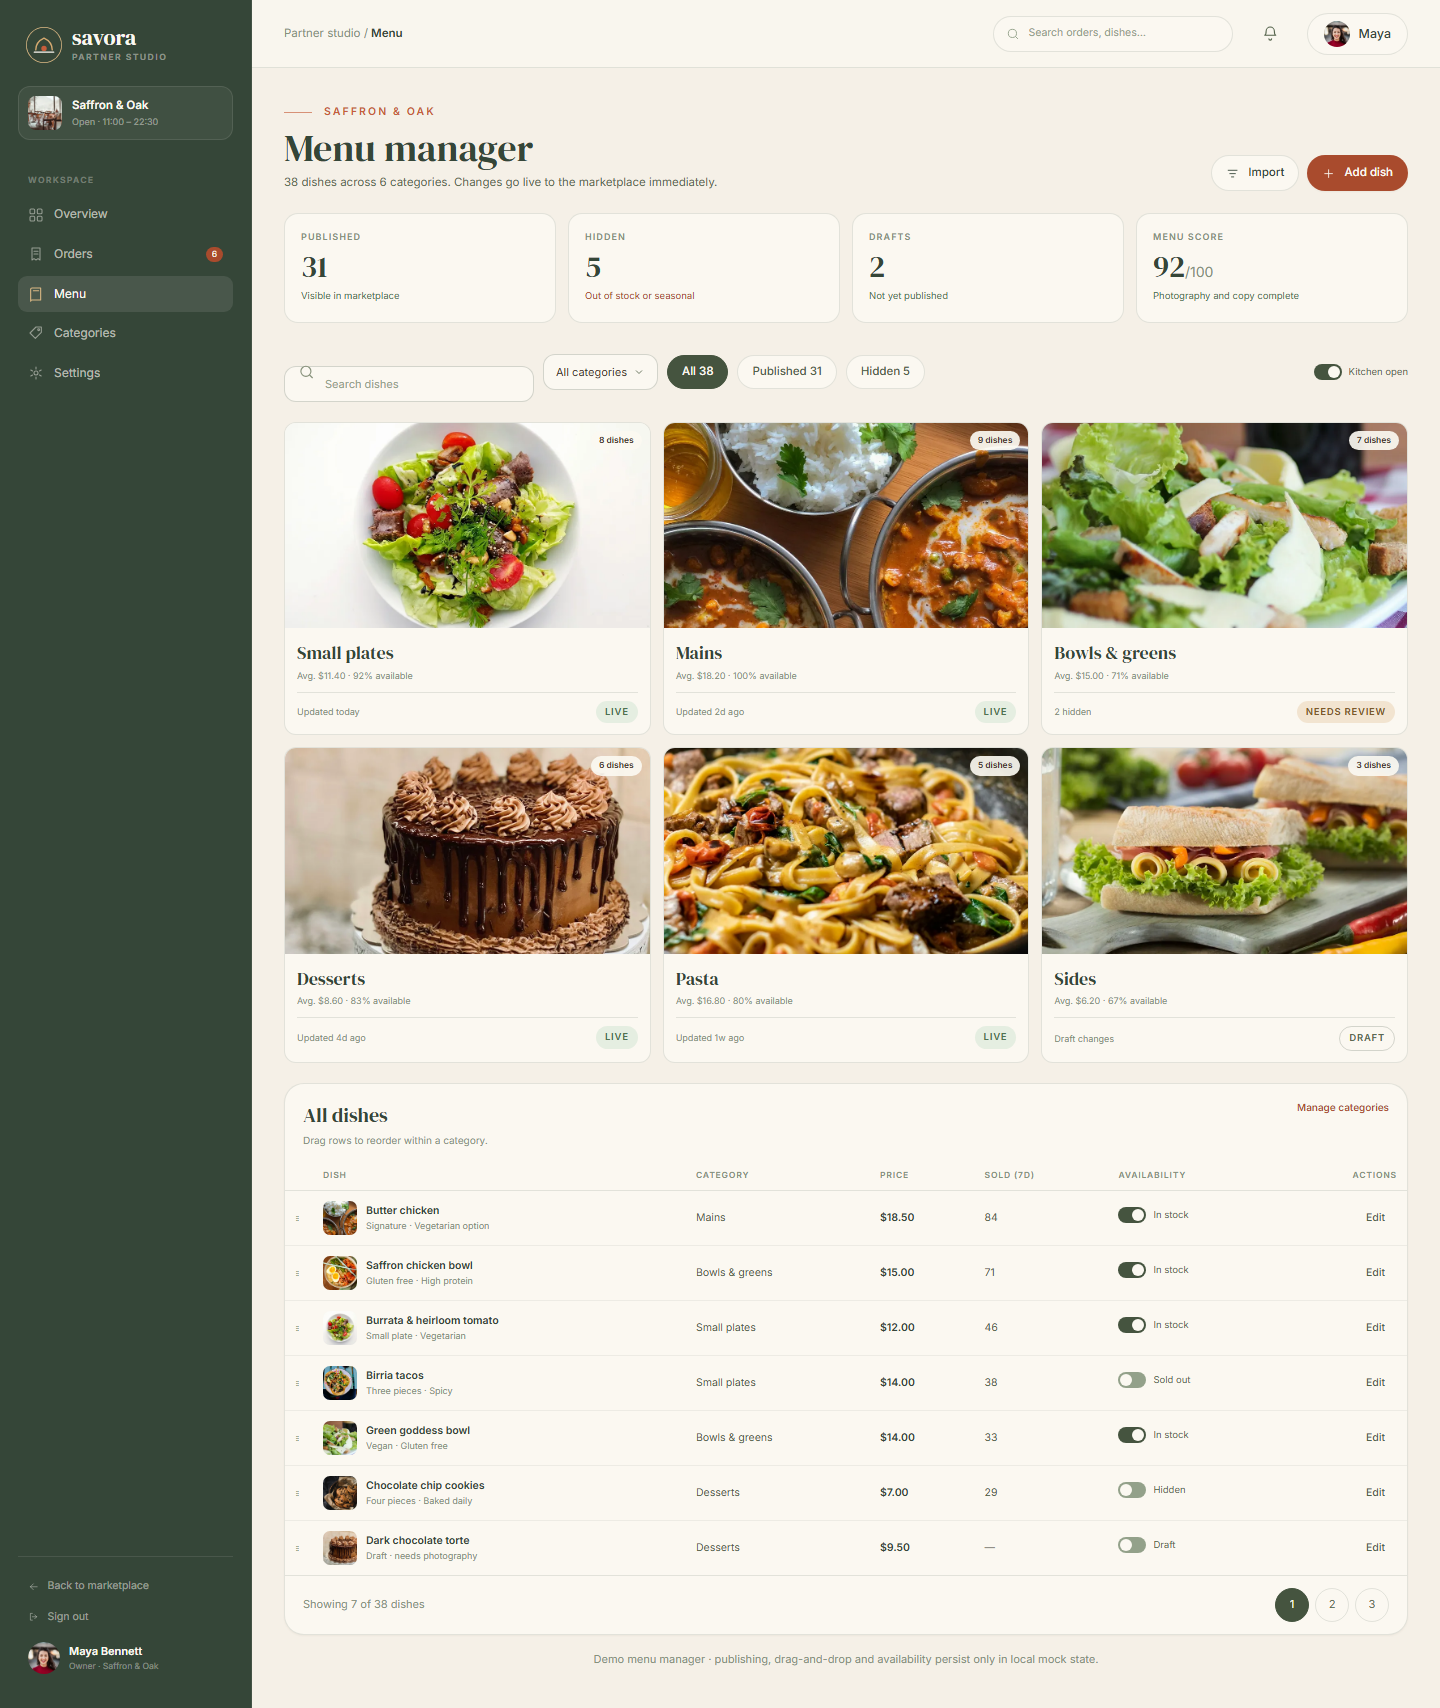 savora
PARTNER STUDIO
Saffron & Oak
Open · 11:00 – 22:30
WORKSPACE
Overview
Orders
6
Menu
Categories
Settings
Back to marketplace
Sign out
Maya Bennett
Owner · Saffron & Oak
Partner studio / Menu
Search orders, dishes...
Maya
SAFFRON & OAK
Menu manager
38 dishes across 6 categories. Changes go live to the marketplace immediately.
Import
Add dish
PUBLISHED
31
Visible in marketplace
HIDDEN
5
Out of stock or seasonal
DRAFTS
2
Not yet published
MENU SCORE
92/100
Photography and copy complete
Search dishes
All categories
All 38
Published 31
Hidden 5
Kitchen open
8 dishes
Small plates
Avg. $11.40 · 92% available
Updated today
LIVE
9 dishes
Mains
Avg. $18.20 · 100% available
Updated 2d ago
LIVE
7 dishes
Bowls & greens
Avg. $15.00 · 71% available
2 hidden
NEEDS REVIEW
6 dishes
Desserts
Avg. $8.60 · 83% available
Updated 4d ago
LIVE
5 dishes
Pasta
Avg. $16.80 · 80% available
Updated 1w ago
LIVE
3 dishes
Sides
Avg. $6.20 · 67% available
Draft changes
DRAFT
All dishes
Drag rows to reorder within a category.
Manage categories
DISH CATEGORY PRICE SOLD (7D) AVAILABILITY ACTIONS
Butter chicken
Signature · Vegetarian option
Mains $18.50 84 In stock Edit
Saffron chicken bowl
Gluten free · High protein
Bowls & greens $15.00 71 In stock Edit
Burrata & heirloom tomato
Small plate · Vegetarian
Small plates $12.00 46 In stock Edit
Birria tacos
Three pieces · Spicy
Small plates $14.00 38 Sold out Edit
Green goddess bowl
Vegan · Gluten free
Bowls & greens $14.00 33 In stock Edit
Chocolate chip cookies
Four pieces · Baked daily
Desserts $7.00 29 Hidden Edit
Dark chocolate torte
Draft · needs photography
Desserts $9.50 — Draft Edit
Showing 7 of 38 dishes
1 2 3
Demo menu manager · publishing, drag-and-drop and availability persist only in local mock state.